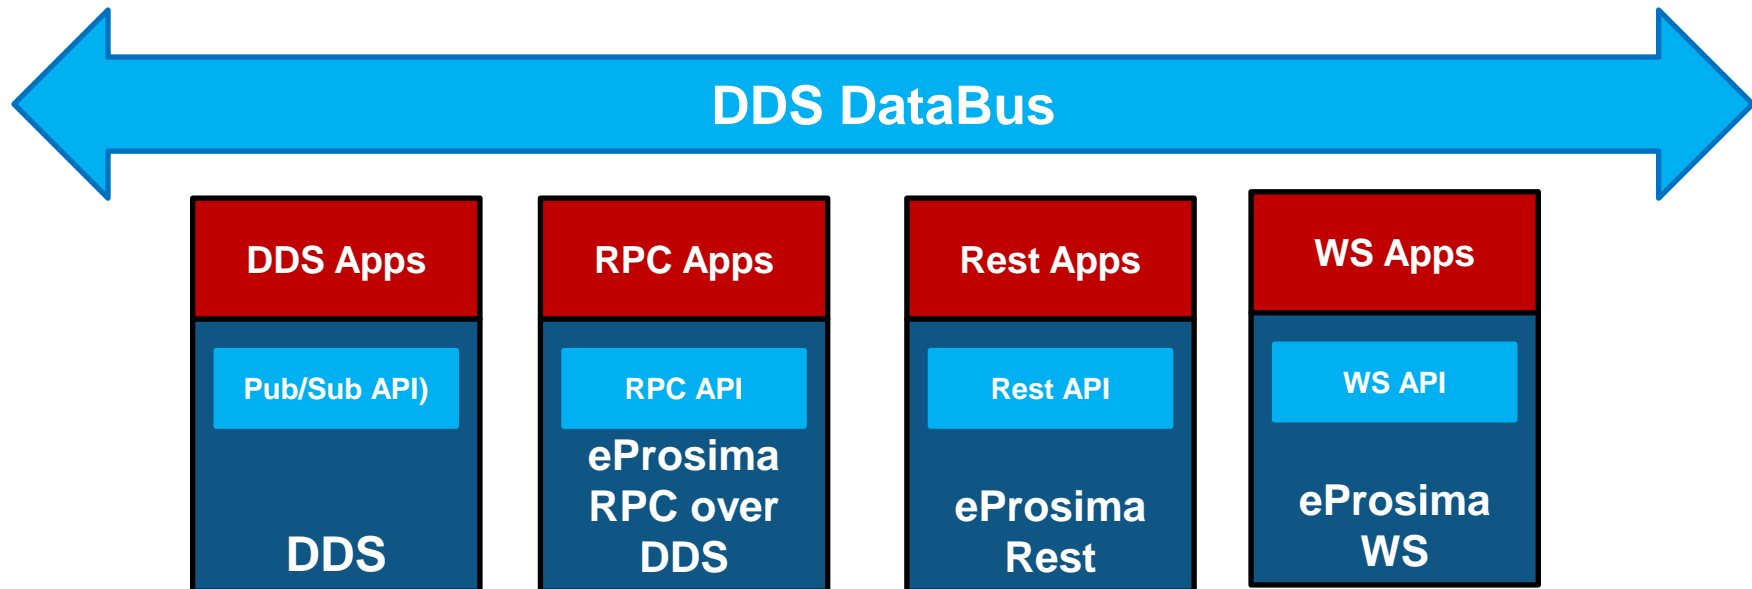 DDS DataBus
DDS Apps
RPC Apps
Rest Apps
WS Apps
Pub/Sub API)
RPC API
Rest API
WS API
DDS
eProsima
RPC over
DDS
eProsima
Rest
eProsima
WS